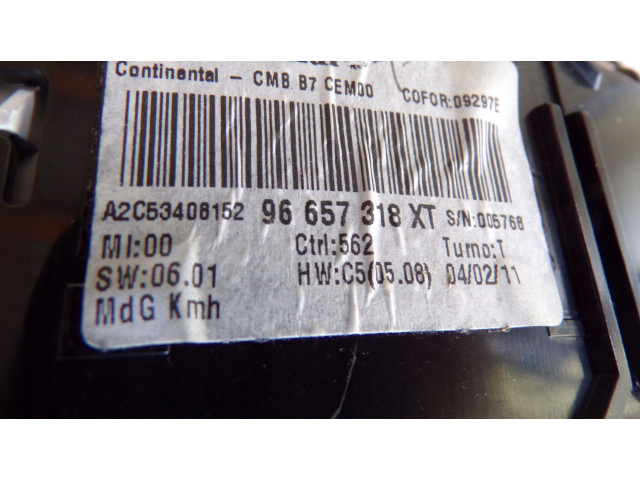 Continental - CMB B7 CEM00 COFOR:09297E
A2C53408152 96 657 318 XT S/N:005768
MI:00 Ctrl:562 Turno:T
SW:06.01 HW:C5(05.08) 04/02/11
MdG Kmh